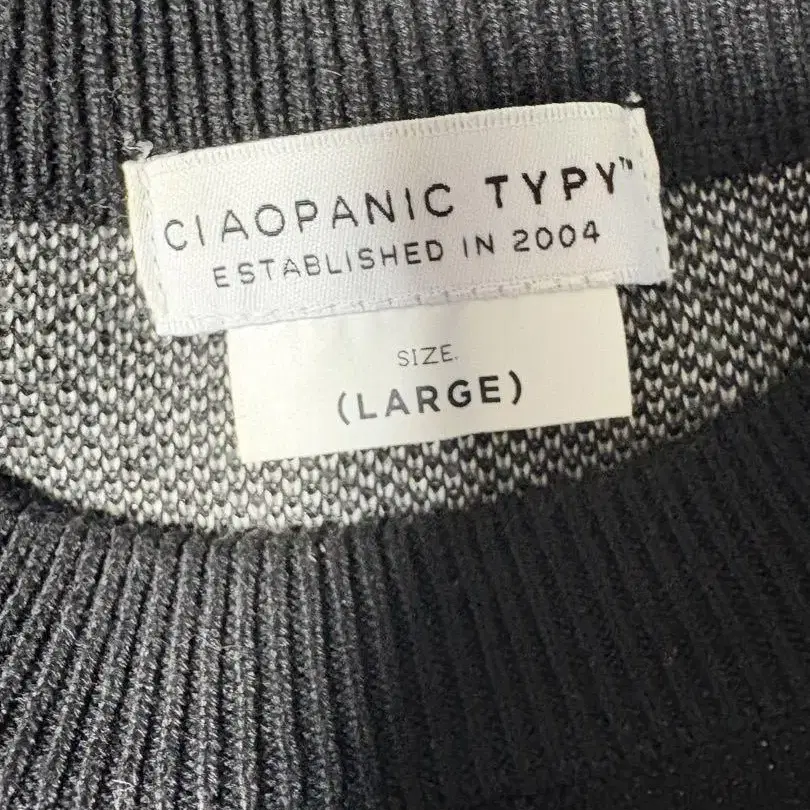 CIAOPANIC TYPY™
ESTABLISHED IN 2004
SIZE.
(LARGE)